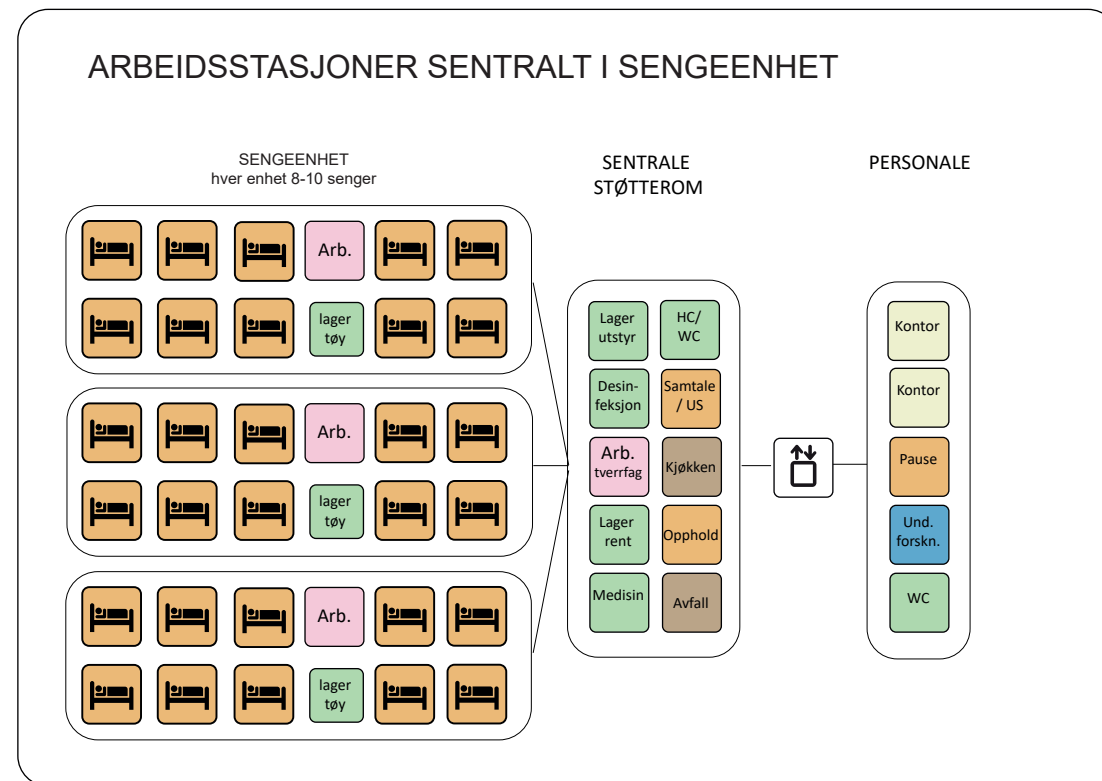 ARBEIDSSTASJONER SENTRALT I SENGEENHET
SENGEENHET
hver enhet 8-10 senger
Arb.
lager
tøy
Arb.
lager
tøy
Arb.
lager
tøy
SENTRALE
STØTTEROM
Lager
utstyr
HC/
WC
Desin-
feksjon
Samtale
/ US
Arb.
tverrfag
Kjøkken
Lager
rent
Opphold
Medisin
Avfall
PERSONALE
Kontor
Kontor
Pause
Und.
forskn.
WC